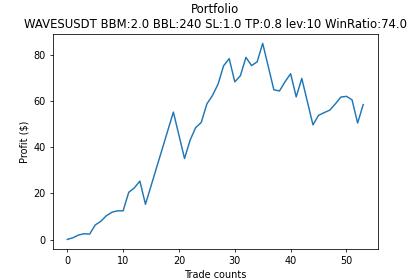 Portfolio
WAVESUSDT BBM:2.0 BBL:240 SL:1.0 TP:0.8 lev:10 WinRatio:74.0
Profit ($)
80
60
40
20
0
0 10 20 30 40 50
Trade counts